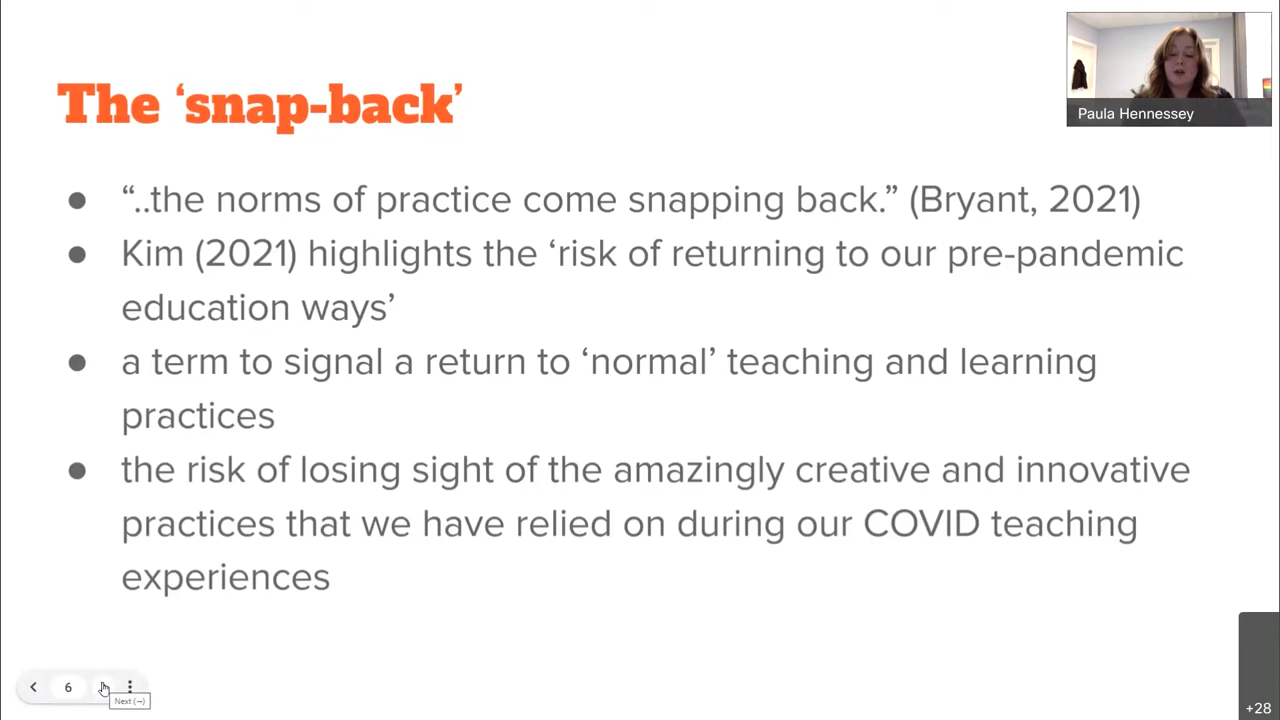 Paula Hennessey
The ‘snap-back’
● “..the norms of practice come snapping back.” (Bryant, 2021)
● Kim (2021) highlights the ‘risk of returning to our pre-pandemic
education ways’
● a term to signal a return to ‘normal’ teaching and learning
practices
● the risk of losing sight of the amazingly creative and innovative
practices that we have relied on during our COVID teaching
experiences
6
Next (→)
+28